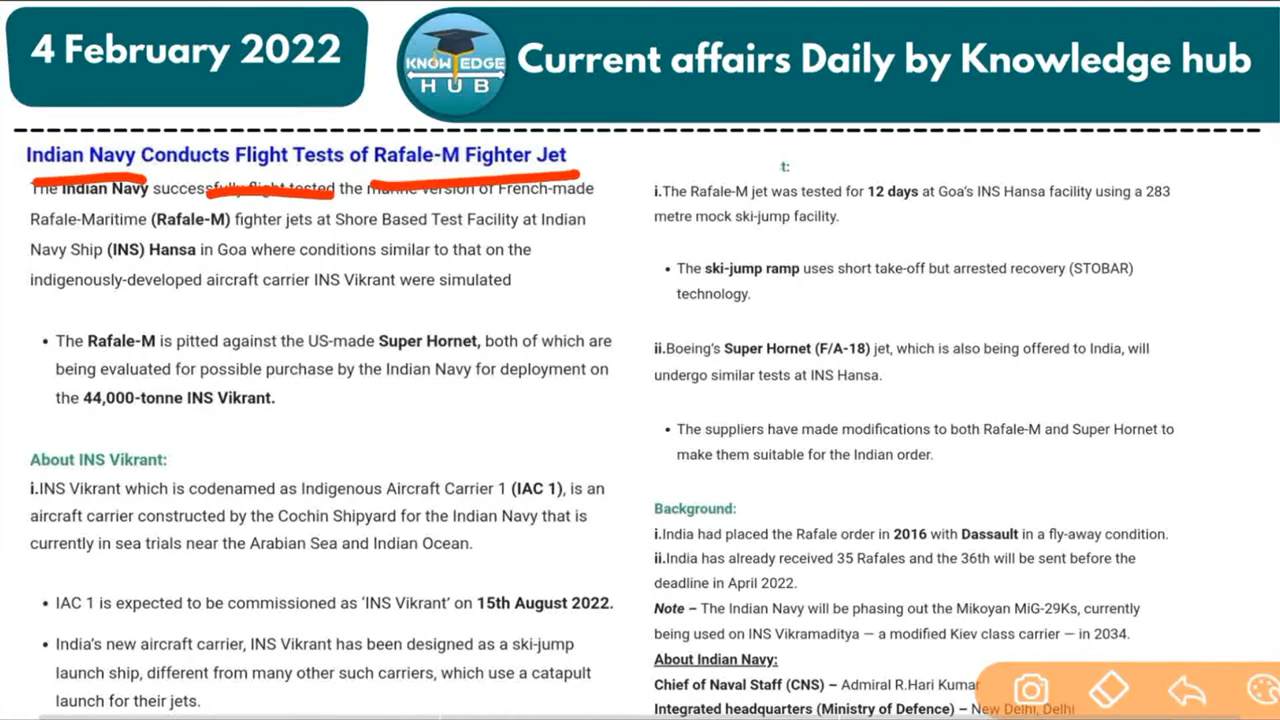 4 February 2022
KNOWLEDGE
HUB
Current affairs Daily by Knowledge hub
Indian Navy Conducts Flight Tests of Rafale-M Fighter Jet
The Indian Navy successfully flight tested the marine version of French-made
Rafale-Maritime (Rafale-M) fighter jets at Shore Based Test Facility at Indian
Navy Ship (INS) Hansa in Goa where conditions similar to that on the
indigenously-developed aircraft carrier INS Vikrant were simulated
• The Rafale-M is pitted against the US-made Super Hornet, both of which are
being evaluated for possible purchase by the Indian Navy for deployment on
the 44,000-tonne INS Vikrant.
About INS Vikrant:
i.INS Vikrant which is codenamed as Indigenous Aircraft Carrier 1 (IAC 1), is an
aircraft carrier constructed by the Cochin Shipyard for the Indian Navy that is
currently in sea trials near the Arabian Sea and Indian Ocean.
• IAC 1 is expected to be commissioned as ‘INS Vikrant’ on 15th August 2022.
• India’s new aircraft carrier, INS Vikrant has been designed as a ski-jump
launch ship, different from many other such carriers, which use a catapult
launch for their jets.
t:
i.The Rafale-M jet was tested for 12 days at Goa’s INS Hansa facility using a 283
metre mock ski-jump facility.
• The ski-jump ramp uses short take-off but arrested recovery (STOBAR)
technology.
ii.Boeing’s Super Hornet (F/A-18) jet, which is also being offered to India, will
undergo similar tests at INS Hansa.
• The suppliers have made modifications to both Rafale-M and Super Hornet to
make them suitable for the Indian order.
Background:
i.India had placed the Rafale order in 2016 with Dassault in a fly-away condition.
ii.India has already received 35 Rafales and the 36th will be sent before the
deadline in April 2022.
Note – The Indian Navy will be phasing out the Mikoyan MiG-29Ks, currently
being used on INS Vikramaditya — a modified Kiev class carrier — in 2034.
About Indian Navy:
Chief of Naval Staff (CNS) – Admiral R.Hari Kumar
Integrated headquarters (Ministry of Defence) – New Delhi, Delhi